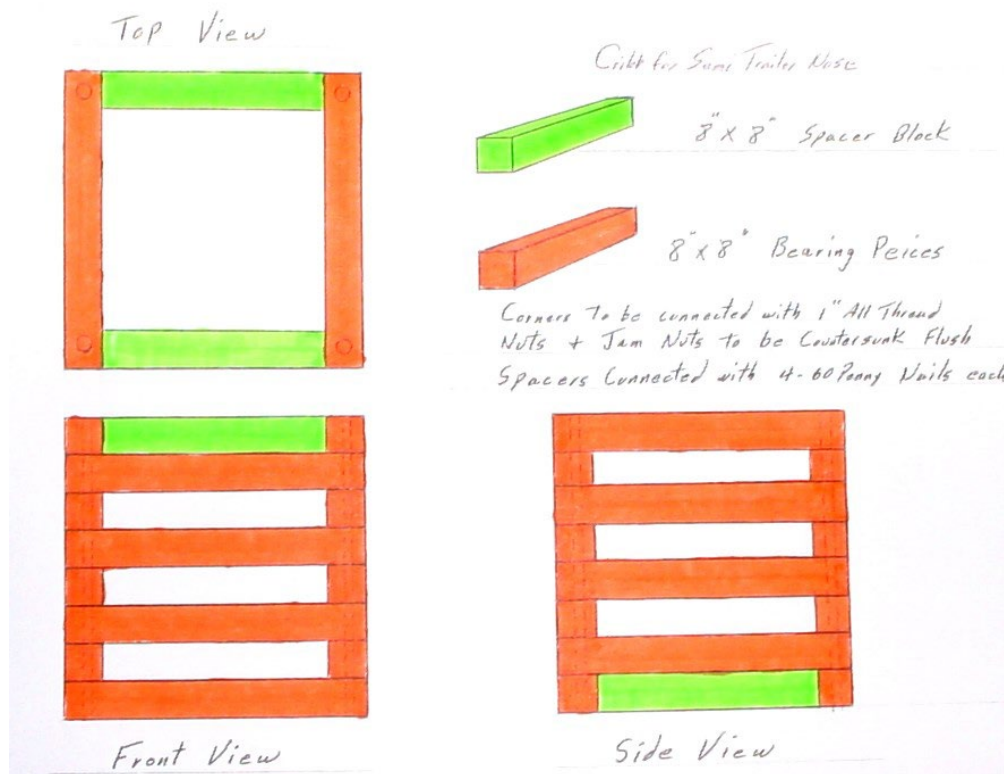 Top View
Cribb for Semi Trailer Nose
8" X 8" Spacer Block
8" X 8" Bearing Peices
Corners To be connected with 1" All Thread
Nuts + Jam Nuts to be Countersunk Flush
Spacers Connected with 4-60 Penny Nails each
Front View
Side View